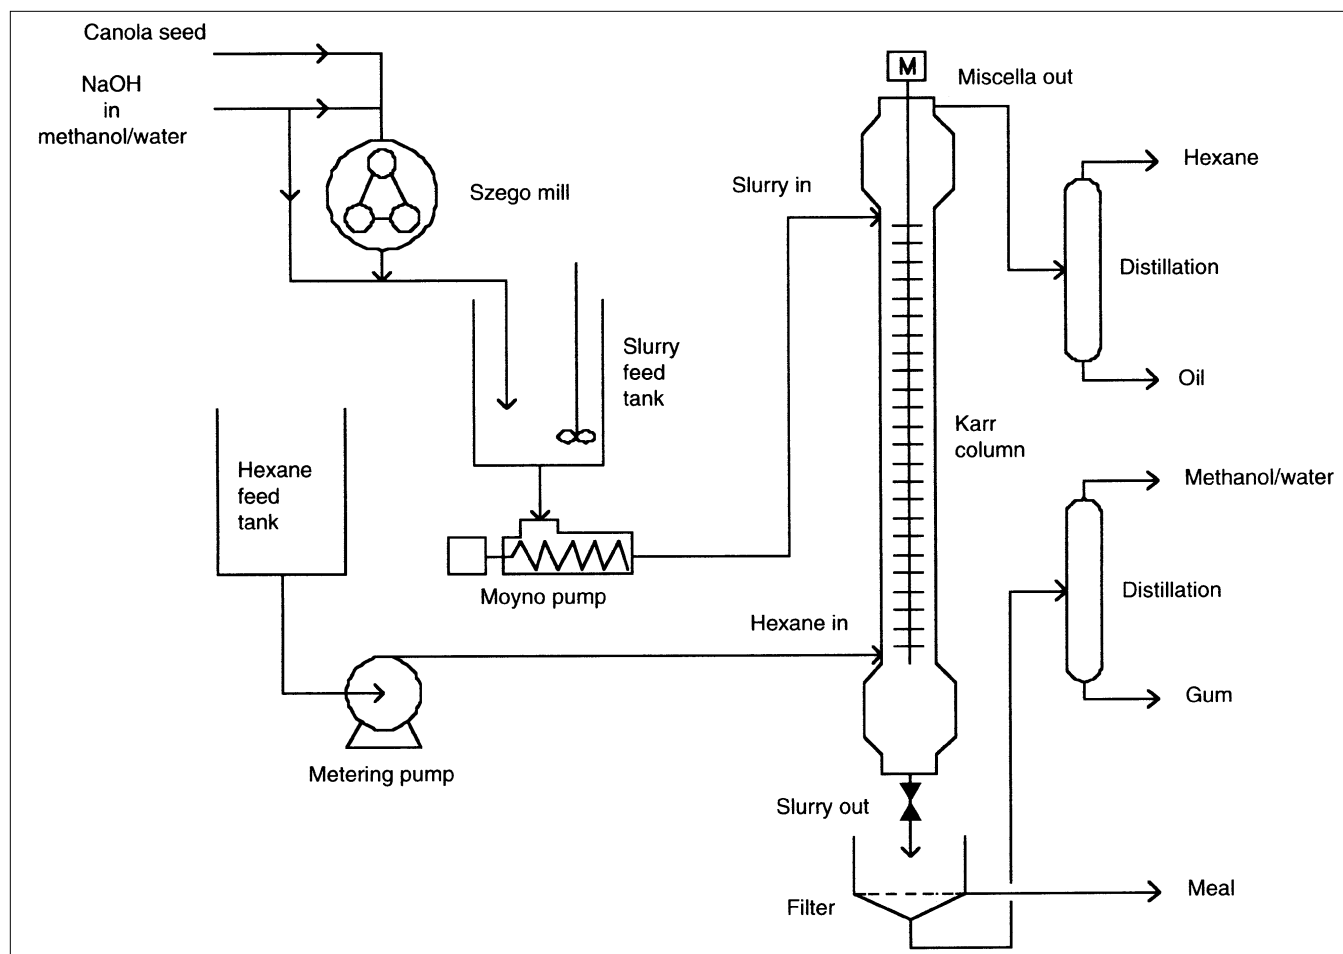 Canola seed
NaOH
in
methanol/water
Szego mill
Slurry
feed
tank
Hexane
feed
tank
Moyno pump
Metering pump
M
Miscella out
Slurry in
Hexane
Distillation
Oil
Karr
column
Methanol/water
Distillation
Gum
Hexane in
Slurry out
Filter
Meal